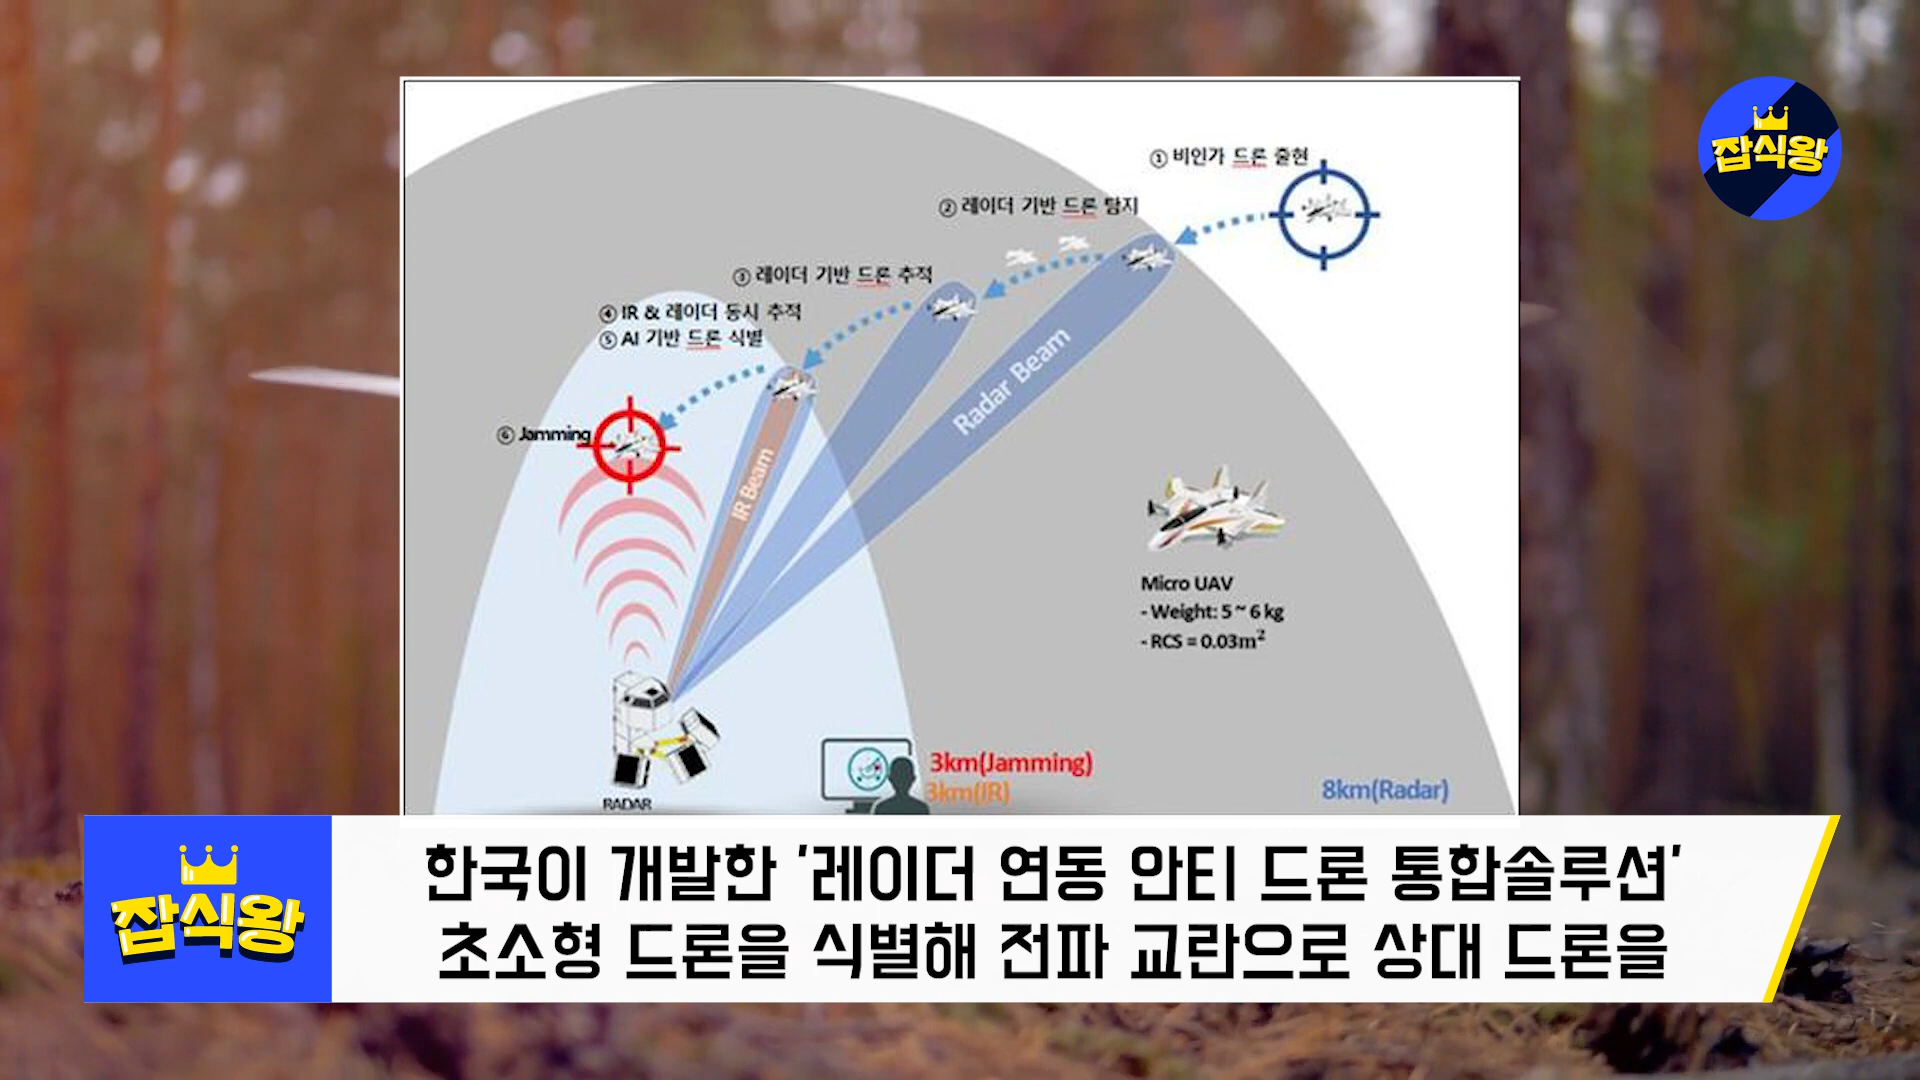 잡식왕
① 비인가 드론 출현
② 레이더 기반 드론 탐지
③ 레이더 기반 드론 추적
④ IR & 레이더 동시 추적
⑤ AI 기반 드론 식별
⑥ Jamming
IR Beam
Radar Beam
Micro UAV
- Weight: 5 ~ 6 kg
- RCS = 0.03m²
3km(Jamming)
3km(IR)
8km(Radar)
RADAR
잡식왕
한국이 개발한 '레이더 연동 안티 드론 통합솔루션'
초소형 드론을 식별해 전파 교란으로 상대 드론을